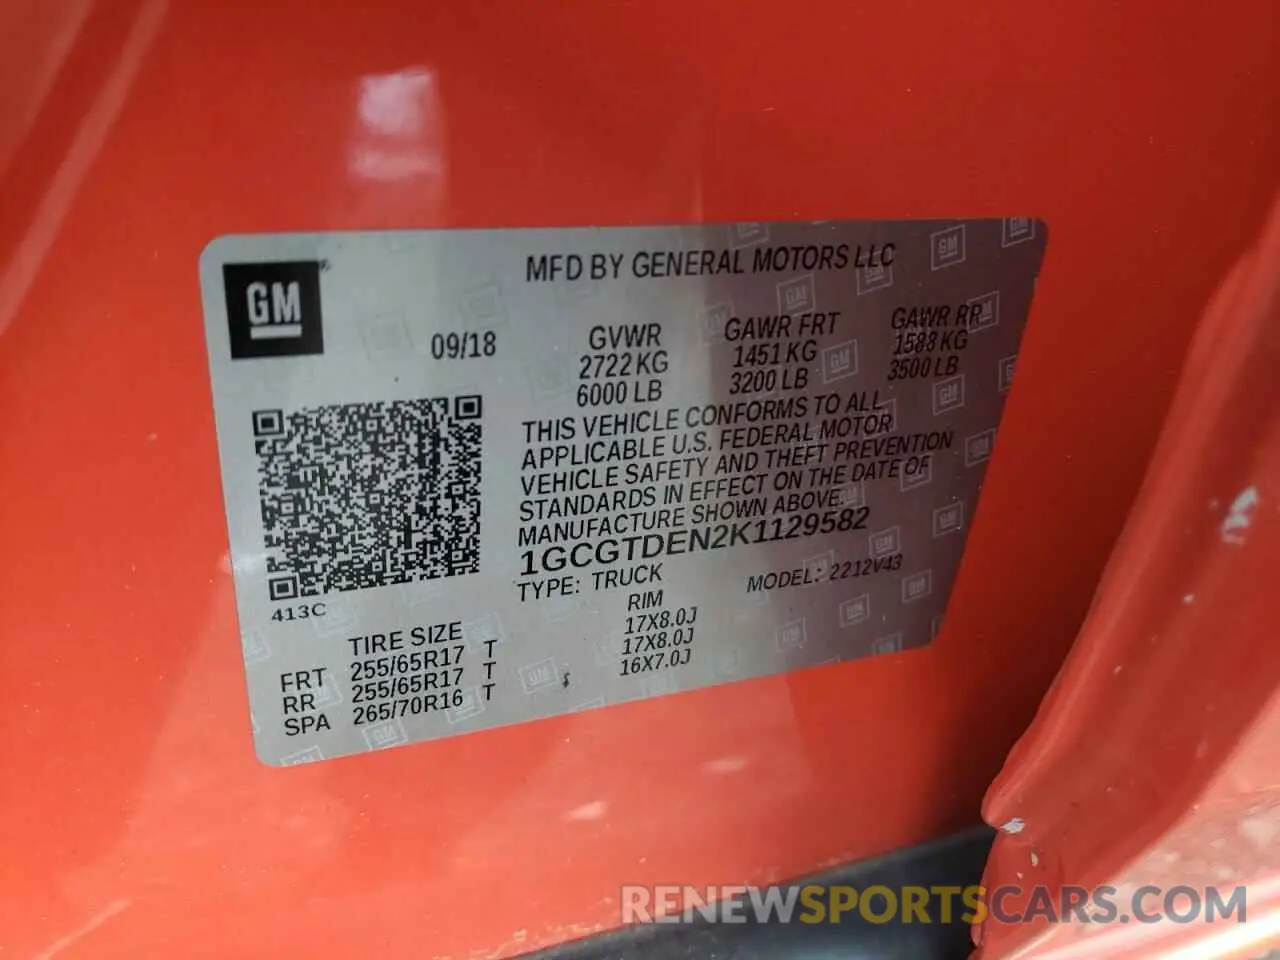 GM
MFD BY GENERAL MOTORS LLC
09/18
GVWR GAWR FRT GAWR RR
2722 KG 1451 KG 1588 KG
6000 LB 3200 LB 3500 LB
THIS VEHICLE CONFORMS TO ALL
APPLICABLE U.S. FEDERAL MOTOR
VEHICLE SAFETY AND THEFT PREVENTION
STANDARDS IN EFFECT ON THE DATE OF
MANUFACTURE SHOWN ABOVE.
1GCGTDEN2K1129582
TYPE: TRUCK MODEL: 2212V43
413C
TIRE SIZE RIM
FRT 255/65R17 T 17X8.0J
RR 255/65R17 T 17X8.0J
SPA 265/70R16 T 16X7.0J
RENEWSPORTSCARS.COM